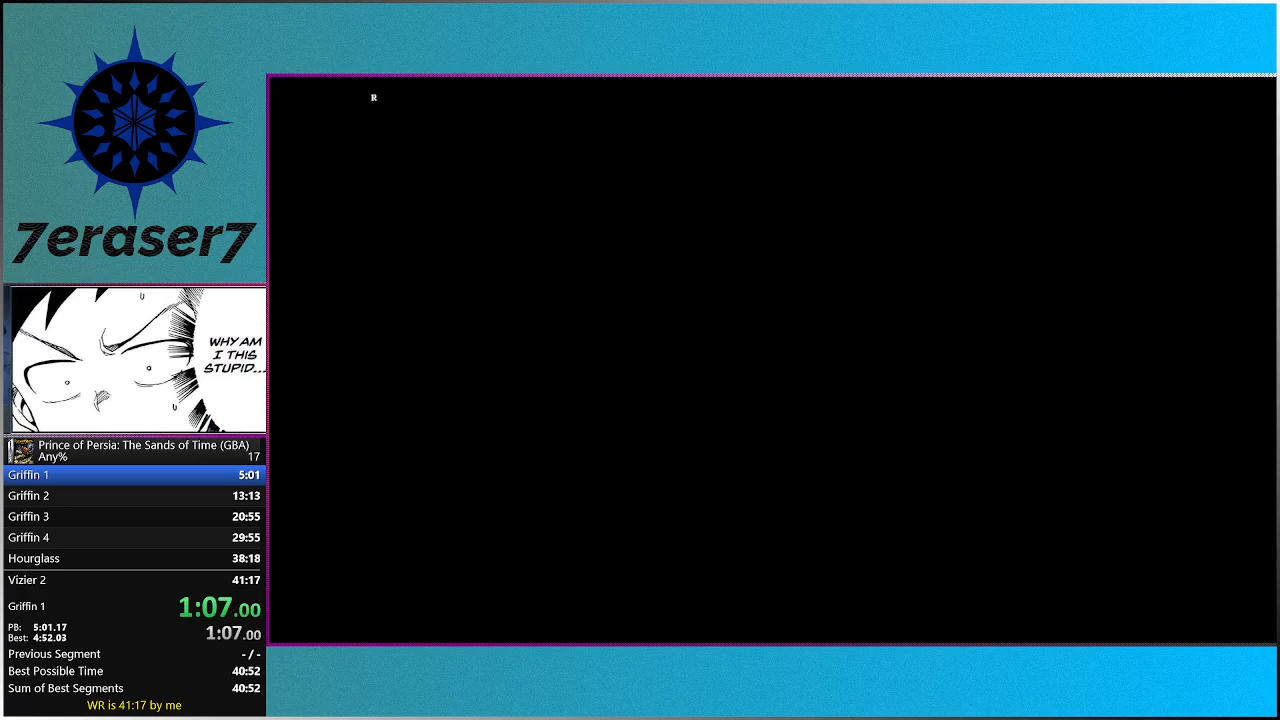 R
7eraser7
WHY AM
I THIS
STUPID...
Prince of Persia: The Sands of Time (GBA)
Any% 17
Griffin 1 5:01
Griffin 2 13:13
Griffin 3 20:55
Griffin 4 29:55
Hourglass 38:18
Vizier 2 41:17
Griffin 1 1:07.00
PB: 5:01.17
Best: 4:52.03 1:07.00
Previous Segment - / -
Best Possible Time 40:52
Sum of Best Segments 40:52
WR is 41:17 by me